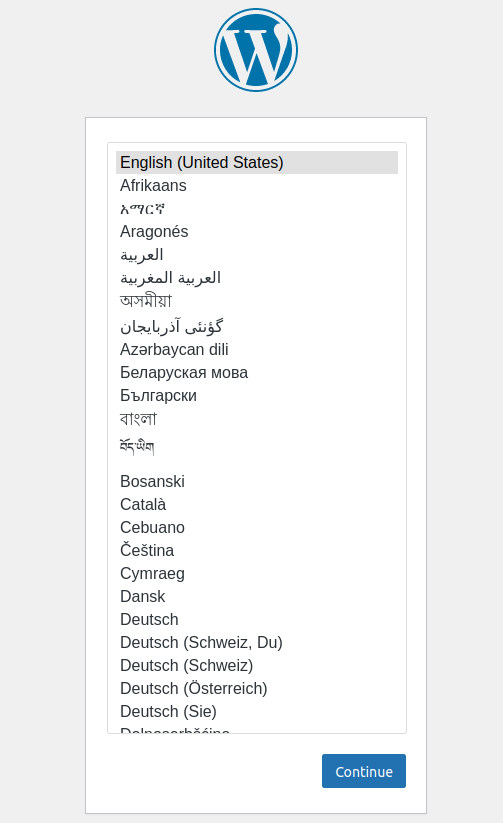 English (United States)
Afrikaans
አማርኛ
Aragonés
العربية
العربية المغربية
অসমীয়া
گؤنئی آذربایجان
Azərbaycan dili
Беларуская мова
Български
বাংলা
བོད་ཡིག
Bosanski
Català
Cebuano
Čeština
Cymraeg
Dansk
Deutsch
Deutsch (Schweiz, Du)
Deutsch (Schweiz)
Deutsch (Österreich)
Deutsch (Sie)
Continue